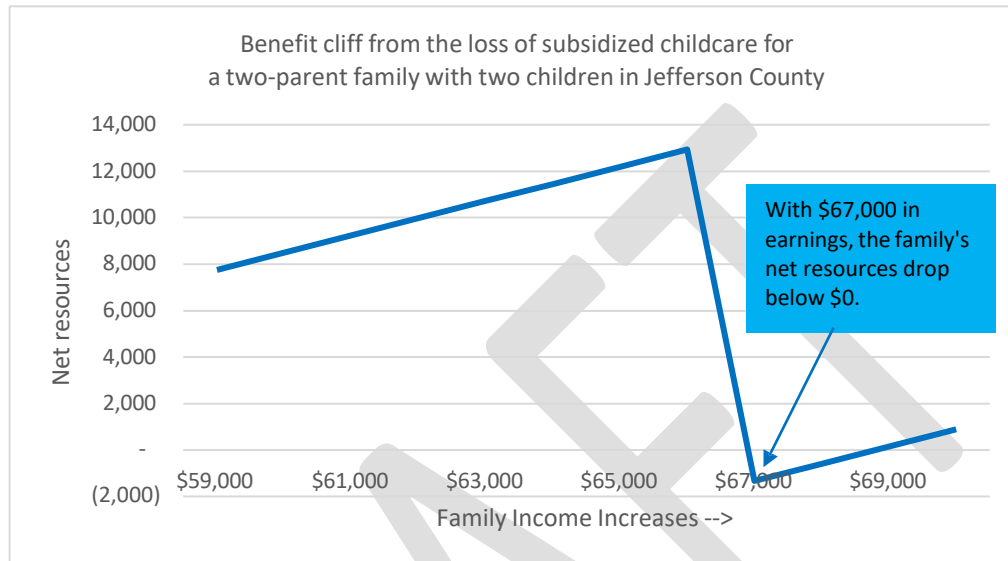 Benefit cliff from the loss of subsidized childcare for
a two-parent family with two children in Jefferson County
14,000
12,000
10,000
8,000
6,000
4,000
2,000
-
(2,000)
Net resources
With $67,000 in
earnings, the family's
net resources drop
below $0.
$59,000 $61,000 $63,000 $65,000 $67,000 $69,000
Family Income Increases -->